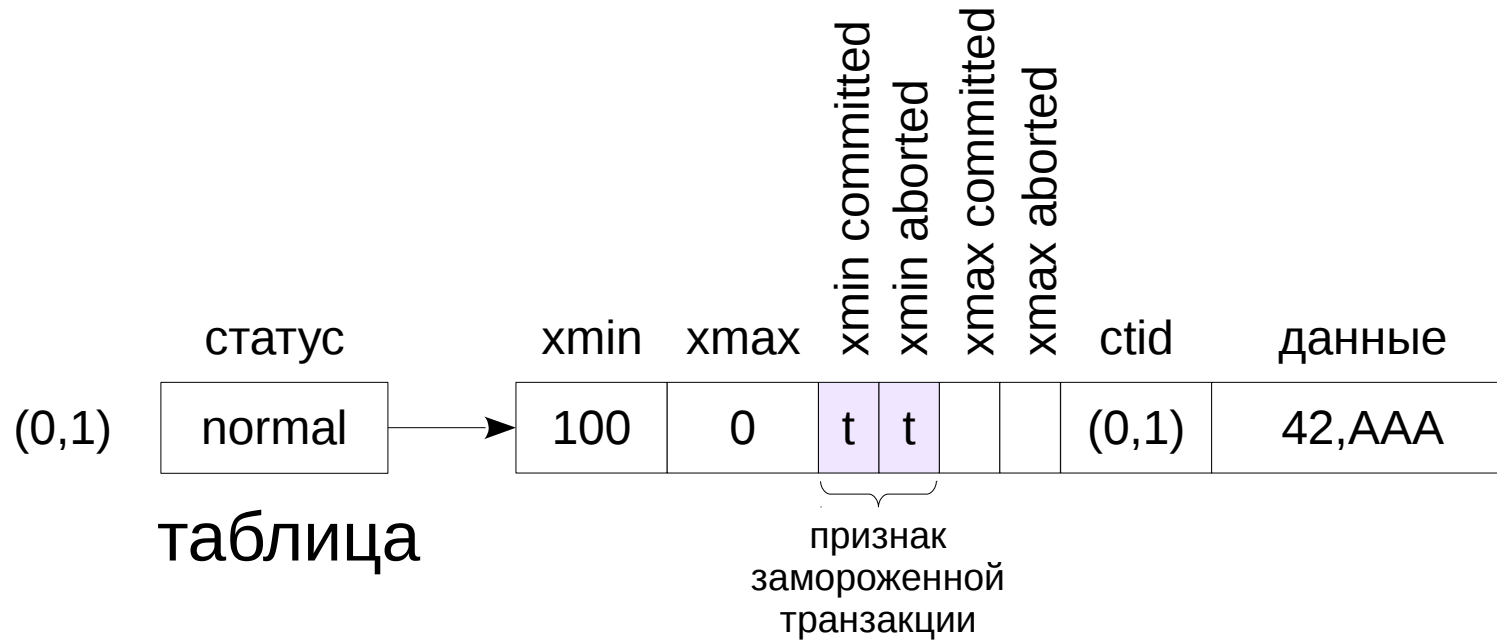 xmin committed
xmin aborted
xmax committed
xmax aborted
статус xmin xmax ctid данные
(0,1) normal 100 0 t t (0,1) 42,AAA
таблица
признак
замороженной
транзакции